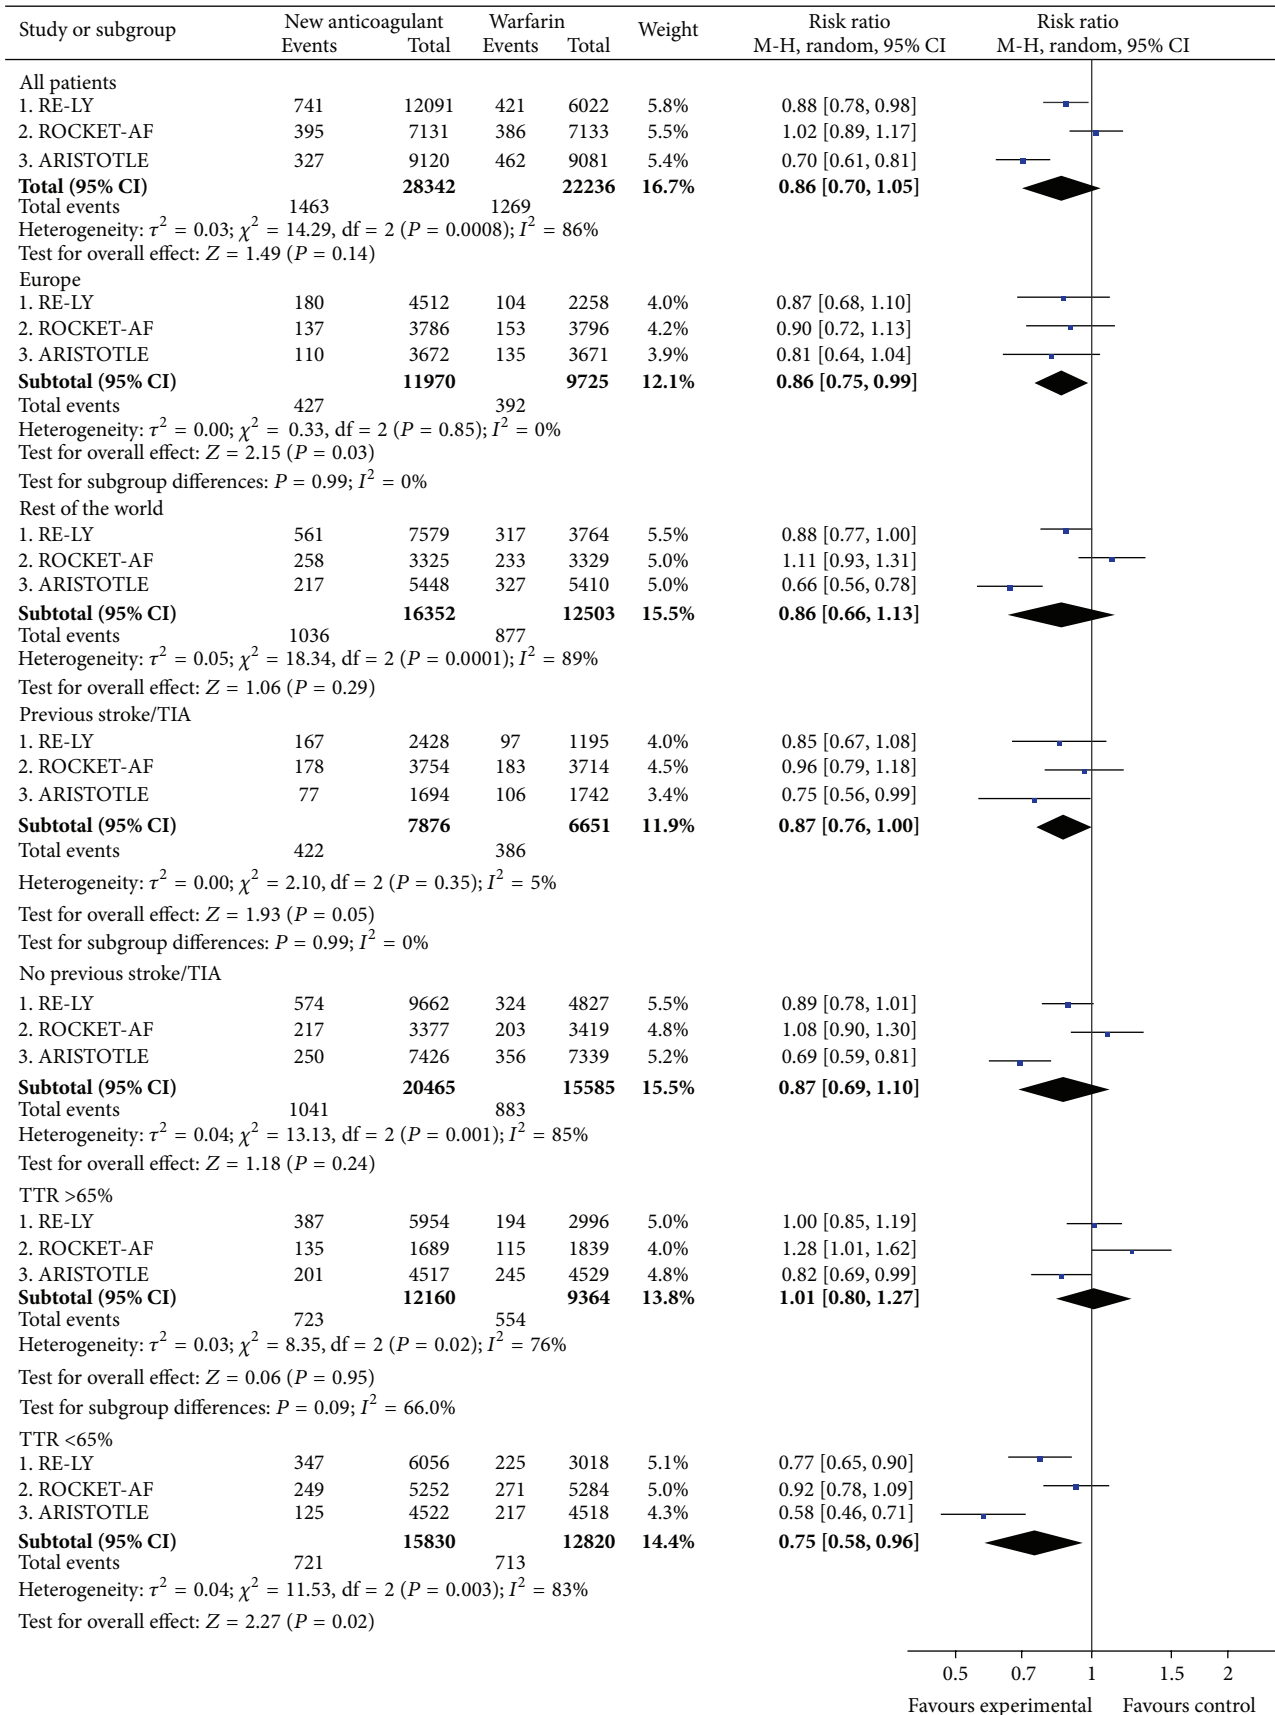 Study or subgroup New anticoagulant Warfarin Weight Risk ratio Risk ratio
Events Total Events Total M-H, random, 95% CI M-H, random, 95% CI
All patients
1. RE-LY 741 12091 421 6022 5.8% 0.88 [0.78, 0.98]
2. ROCKET-AF 395 7131 386 7133 5.5% 1.02 [0.89, 1.17]
3. ARISTOTLE 327 9120 462 9081 5.4% 0.70 [0.61, 0.81]
Total (95% CI) 28342 22236 16.7% 0.86 [0.70, 1.05]
Total events 1463 1269
Heterogeneity: τ² = 0.03; χ² = 14.29, df = 2 (P = 0.0008); I² = 86%
Test for overall effect: Z = 1.49 (P = 0.14)
Europe
1. RE-LY 180 4512 104 2258 4.0% 0.87 [0.68, 1.10]
2. ROCKET-AF 137 3786 153 3796 4.2% 0.90 [0.72, 1.13]
3. ARISTOTLE 110 3672 135 3671 3.9% 0.81 [0.64, 1.04]
Subtotal (95% CI) 11970 9725 12.1% 0.86 [0.75, 0.99]
Total events 427 392
Heterogeneity: τ² = 0.00; χ² = 0.33, df = 2 (P = 0.85); I² = 0%
Test for overall effect: Z = 2.15 (P = 0.03)
Test for subgroup differences: P = 0.99; I² = 0%
Rest of the world
1. RE-LY 561 7579 317 3764 5.5% 0.88 [0.77, 1.00]
2. ROCKET-AF 258 3325 233 3329 5.0% 1.11 [0.93, 1.31]
3. ARISTOTLE 217 5448 327 5410 5.0% 0.66 [0.56, 0.78]
Subtotal (95% CI) 16352 12503 15.5% 0.86 [0.66, 1.13]
Total events 1036 877
Heterogeneity: τ² = 0.05; χ² = 18.34, df = 2 (P = 0.0001); I² = 89%
Test for overall effect: Z = 1.06 (P = 0.29)
Previous stroke/TIA
1. RE-LY 167 2428 97 1195 4.0% 0.85 [0.67, 1.08]
2. ROCKET-AF 178 3754 183 3714 4.5% 0.96 [0.79, 1.18]
3. ARISTOTLE 77 1694 106 1742 3.4% 0.75 [0.56, 0.99]
Subtotal (95% CI) 7876 6651 11.9% 0.87 [0.76, 1.00]
Total events 422 386
Heterogeneity: τ² = 0.00; χ² = 2.10, df = 2 (P = 0.35); I² = 5%
Test for overall effect: Z = 1.93 (P = 0.05)
Test for subgroup differences: P = 0.99; I² = 0%
No previous stroke/TIA
1. RE-LY 574 9662 324 4827 5.5% 0.89 [0.78, 1.01]
2. ROCKET-AF 217 3377 203 3419 4.8% 1.08 [0.90, 1.30]
3. ARISTOTLE 250 7426 356 7339 5.2% 0.69 [0.59, 0.81]
Subtotal (95% CI) 20465 15585 15.5% 0.87 [0.69, 1.10]
Total events 1041 883
Heterogeneity: τ² = 0.04; χ² = 13.13, df = 2 (P = 0.001); I² = 85%
Test for overall effect: Z = 1.18 (P = 0.24)
TTR >65%
1. RE-LY 387 5954 194 2996 5.0% 1.00 [0.85, 1.19]
2. ROCKET-AF 135 1689 115 1839 4.0% 1.28 [1.01, 1.62]
3. ARISTOTLE 201 4517 245 4529 4.8% 0.82 [0.69, 0.99]
Subtotal (95% CI) 12160 9364 13.8% 1.01 [0.80, 1.27]
Total events 723 554
Heterogeneity: τ² = 0.03; χ² = 8.35, df = 2 (P = 0.02); I² = 76%
Test for overall effect: Z = 0.06 (P = 0.95)
Test for subgroup differences: P = 0.09; I² = 66.0%
TTR <65%
1. RE-LY 347 6056 225 3018 5.1% 0.77 [0.65, 0.90]
2. ROCKET-AF 249 5252 271 5284 5.0% 0.92 [0.78, 1.09]
3. ARISTOTLE 125 4522 217 4518 4.3% 0.58 [0.46, 0.71]
Subtotal (95% CI) 15830 12820 14.4% 0.75 [0.58, 0.96]
Total events 721 713
Heterogeneity: τ² = 0.04; χ² = 11.53, df = 2 (P = 0.003); I² = 83%
Test for overall effect: Z = 2.27 (P = 0.02)
0.5 0.7 1 1.5 2
Favours experimental Favours control